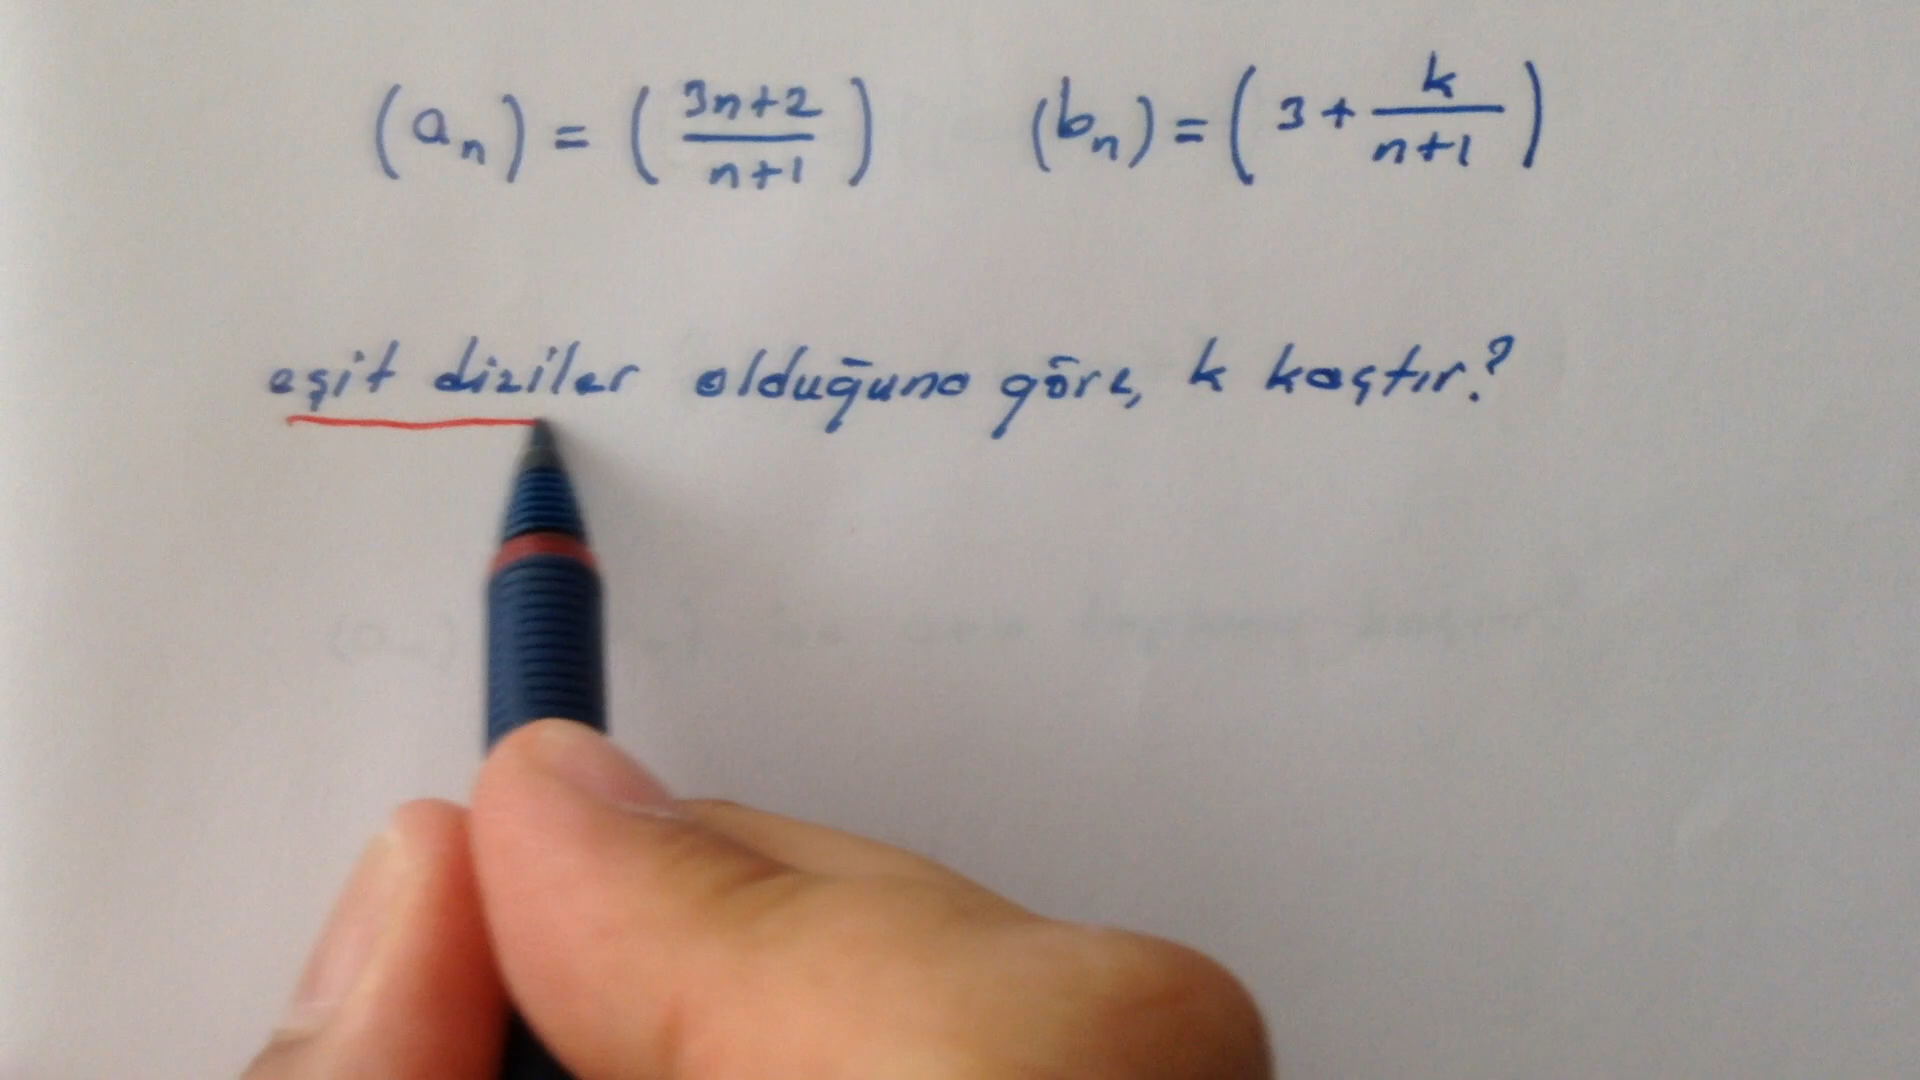 (aₙ) = ( (3n+2)/(n+1) ) (bₙ) = ( 3 + k/(n+1) )
eşit diziler olduğuna göre, k kaçtır?